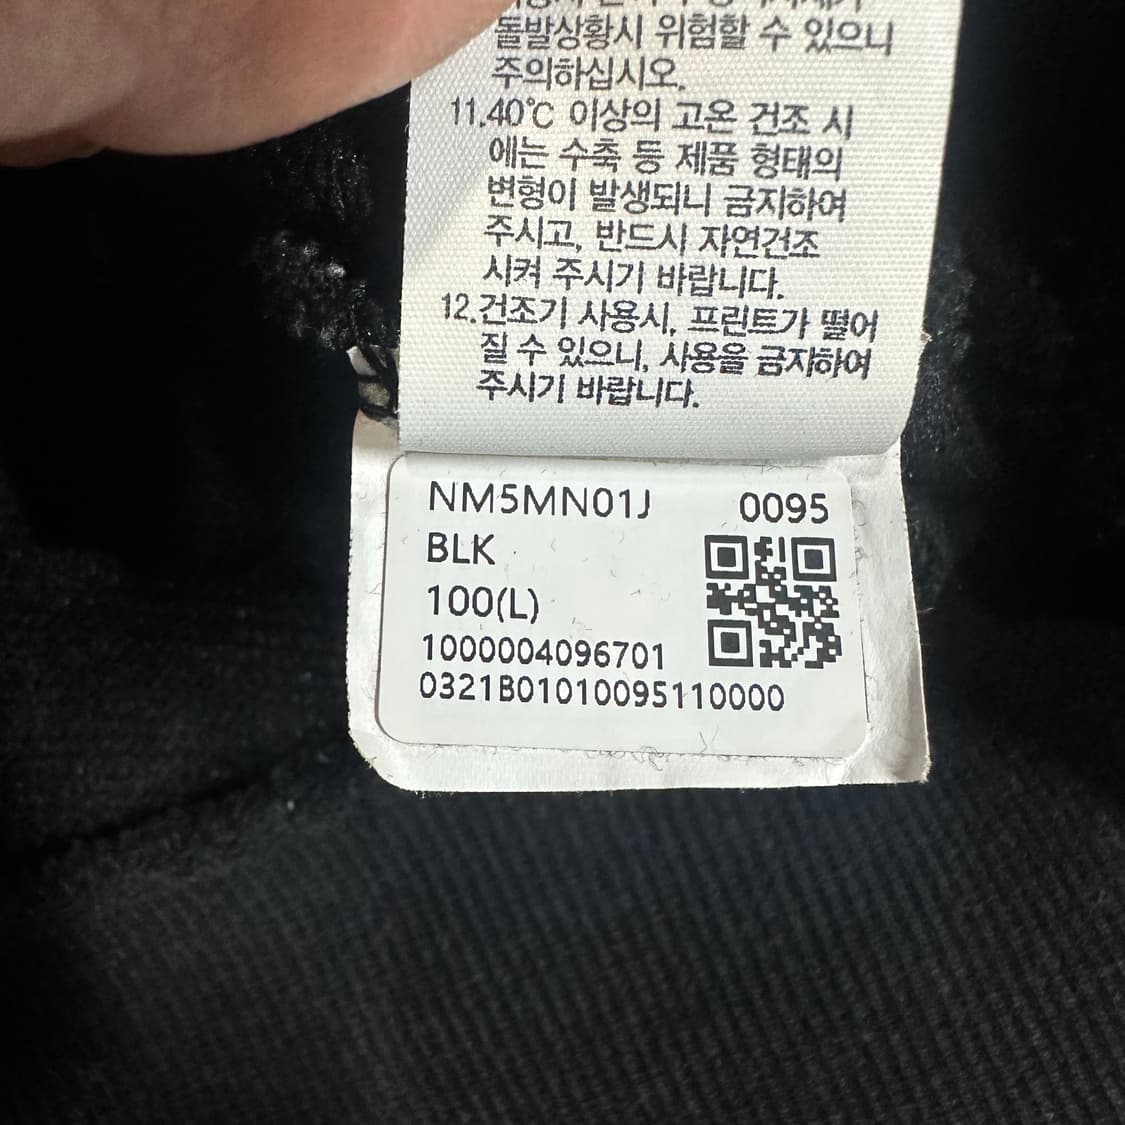 돌발상황시 위험할 수 있으니
주의하십시오.
11.40℃ 이상의 고온 건조 시
에는 수축 등 제품 형태의
변형이 발생되니 금지하여
주시고, 반드시 자연건조
시켜 주시기 바랍니다.
12.건조기 사용시, 프린트가 떨어
질 수 있으니, 사용을 금지하여
주시기 바랍니다.
NM5MN01J 0095
BLK
100(L)
1000004096701
0321B01010095110000